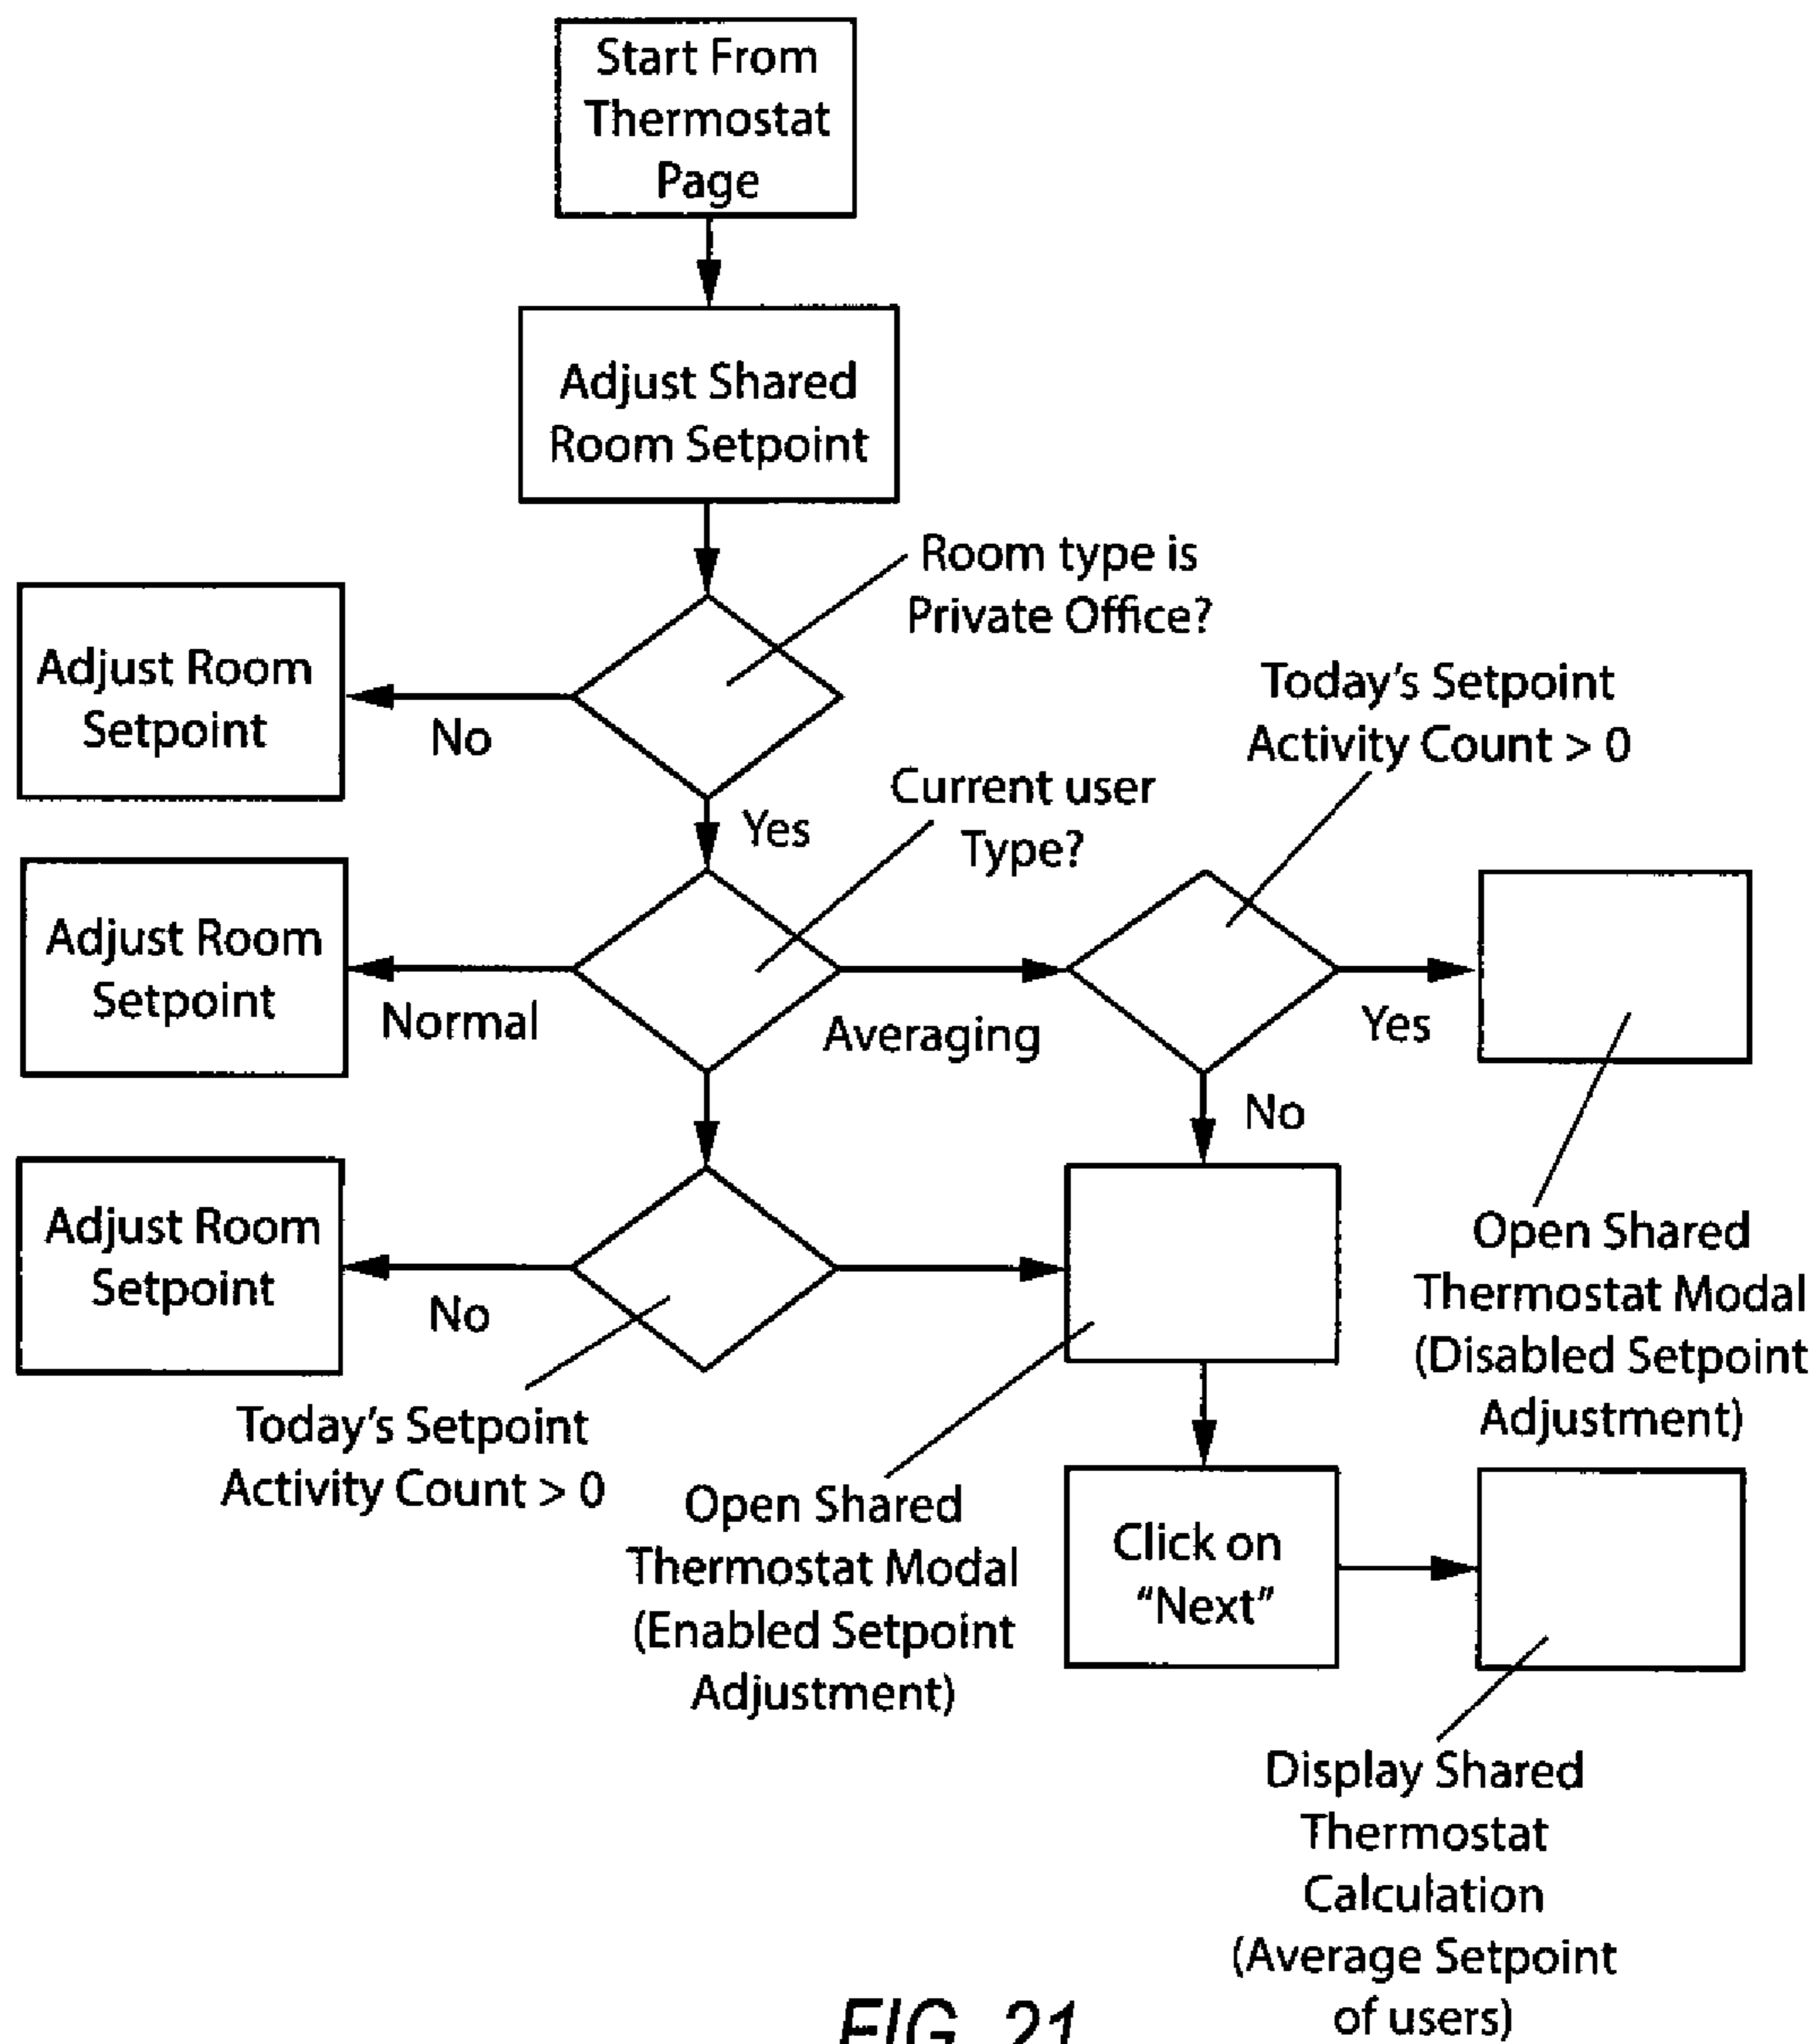 Start From
Thermostat
Page
Adjust Shared
Room Setpoint
Room type is
Private Office?
Adjust Room
Setpoint
No
Today's Setpoint
Activity Count > 0
Current user
Type?
Yes
Adjust Room
Setpoint
Normal
Averaging
Yes
No
Adjust Room
Setpoint
No
Open Shared
Thermostat Modal
(Disabled Setpoint
Adjustment)
Today's Setpoint
Activity Count > 0
Open Shared
Thermostat Modal
(Enabled Setpoint
Adjustment)
Click on
“Next”
Display Shared
Thermostat
Calculation
(Average Setpoint
of users)
FIG. 21